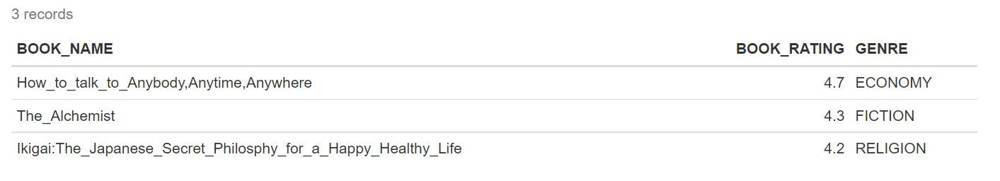 3 records
BOOK_NAME BOOK_RATING GENRE
How_to_talk_to_Anybody,Anytime,Anywhere 4.7 ECONOMY
The_Alchemist 4.3 FICTION
Ikigai:The_Japanese_Secret_Philosphy_for_a_Happy_Healthy_Life 4.2 RELIGION